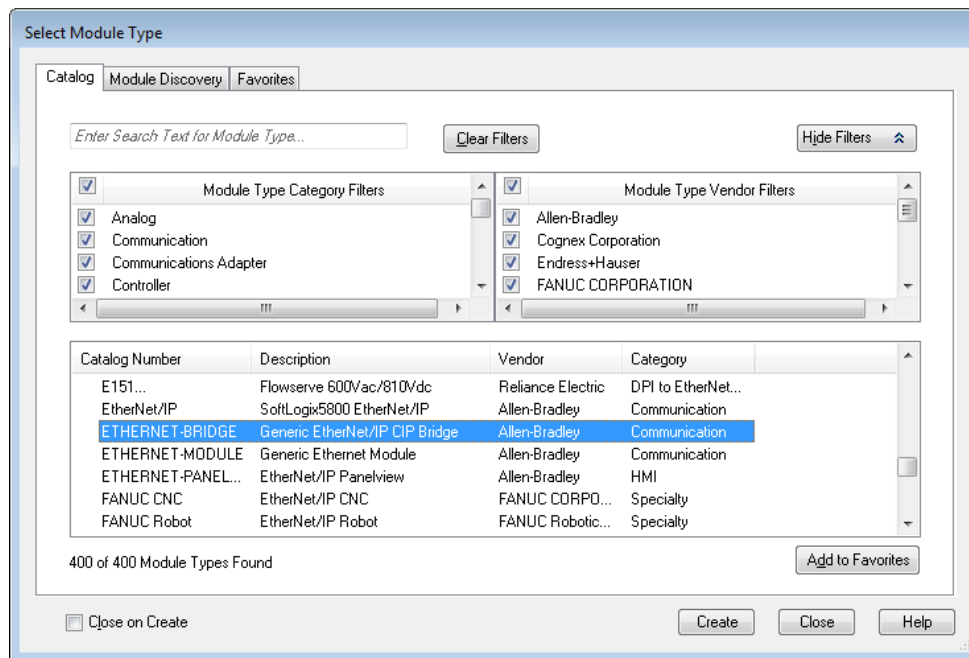 Select Module Type
Catalog Module Discovery Favorites
Enter Search Text for Module Type... Clear Filters Hide Filters
Module Type Category Filters Module Type Vendor Filters
Analog Allen-Bradley
Communication Cognex Corporation
Communications Adapter Endress+Hauser
Controller FANUC CORPORATION
Catalog Number Description Vendor Category
E151... Flowserve 600Vac/810Vdc Reliance Electric DPI to EtherNet...
EtherNet/IP SoftLogix5800 EtherNet/IP Allen-Bradley Communication
ETHERNET-BRIDGE Generic EtherNet/IP CIP Bridge Allen-Bradley Communication
ETHERNET-MODULE Generic Ethernet Module Allen-Bradley Communication
ETHERNET-PANEL... EtherNet/IP Panelview Allen-Bradley HMI
FANUC CNC EtherNet/IP CNC FANUC CORPO... Specialty
FANUC Robot EtherNet/IP Robot FANUC Robotic... Specialty
400 of 400 Module Types Found Add to Favorites
Close on Create Create Close Help